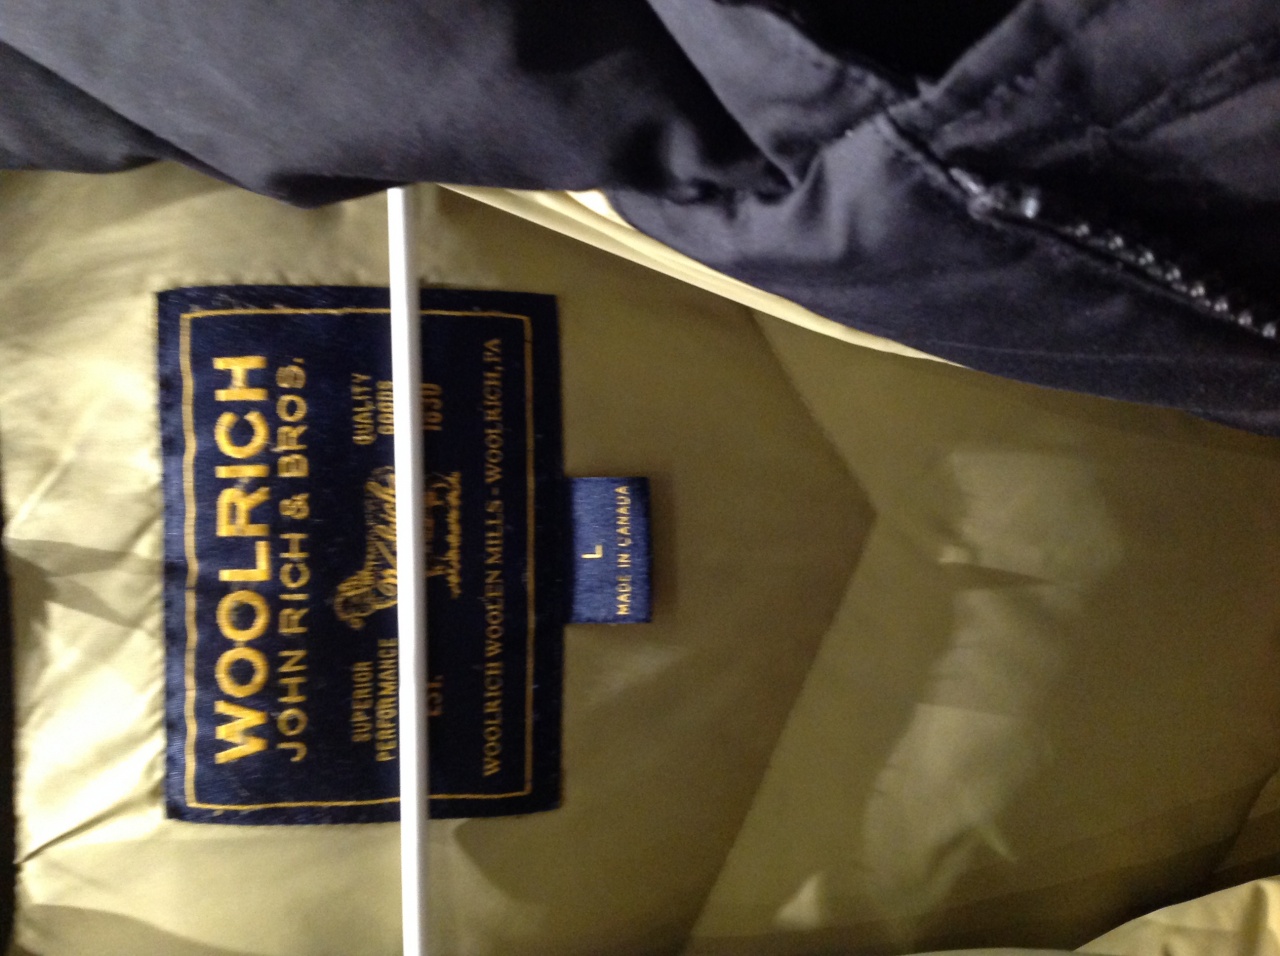 WOOLRICH
JOHN RICH & BROS.
SUPERIOR QUALITY
PERFORMANCE GOODS
EST. 1830
WOOLRICH WOOLEN MILLS - WOOLRICH, PA
L
MADE IN CANADA